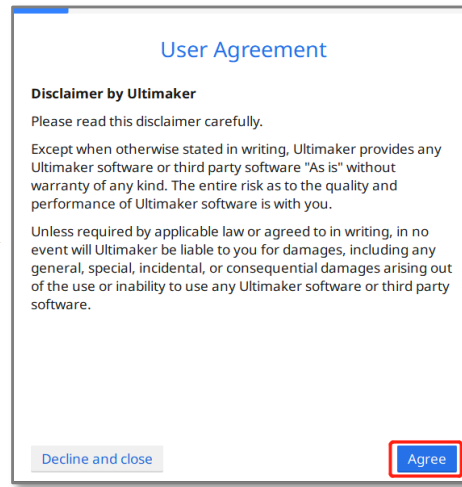 User Agreement
Disclaimer by Ultimaker
Please read this disclaimer carefully.
Except when otherwise stated in writing, Ultimaker provides any
Ultimaker software or third party software "As is" without
warranty of any kind. The entire risk as to the quality and
performance of Ultimaker software is with you.
Unless required by applicable law or agreed to in writing, in no
event will Ultimaker be liable to you for damages, including any
general, special, incidental, or consequential damages arising out
of the use or inability to use any Ultimaker software or third party
software.
Decline and close
Agree